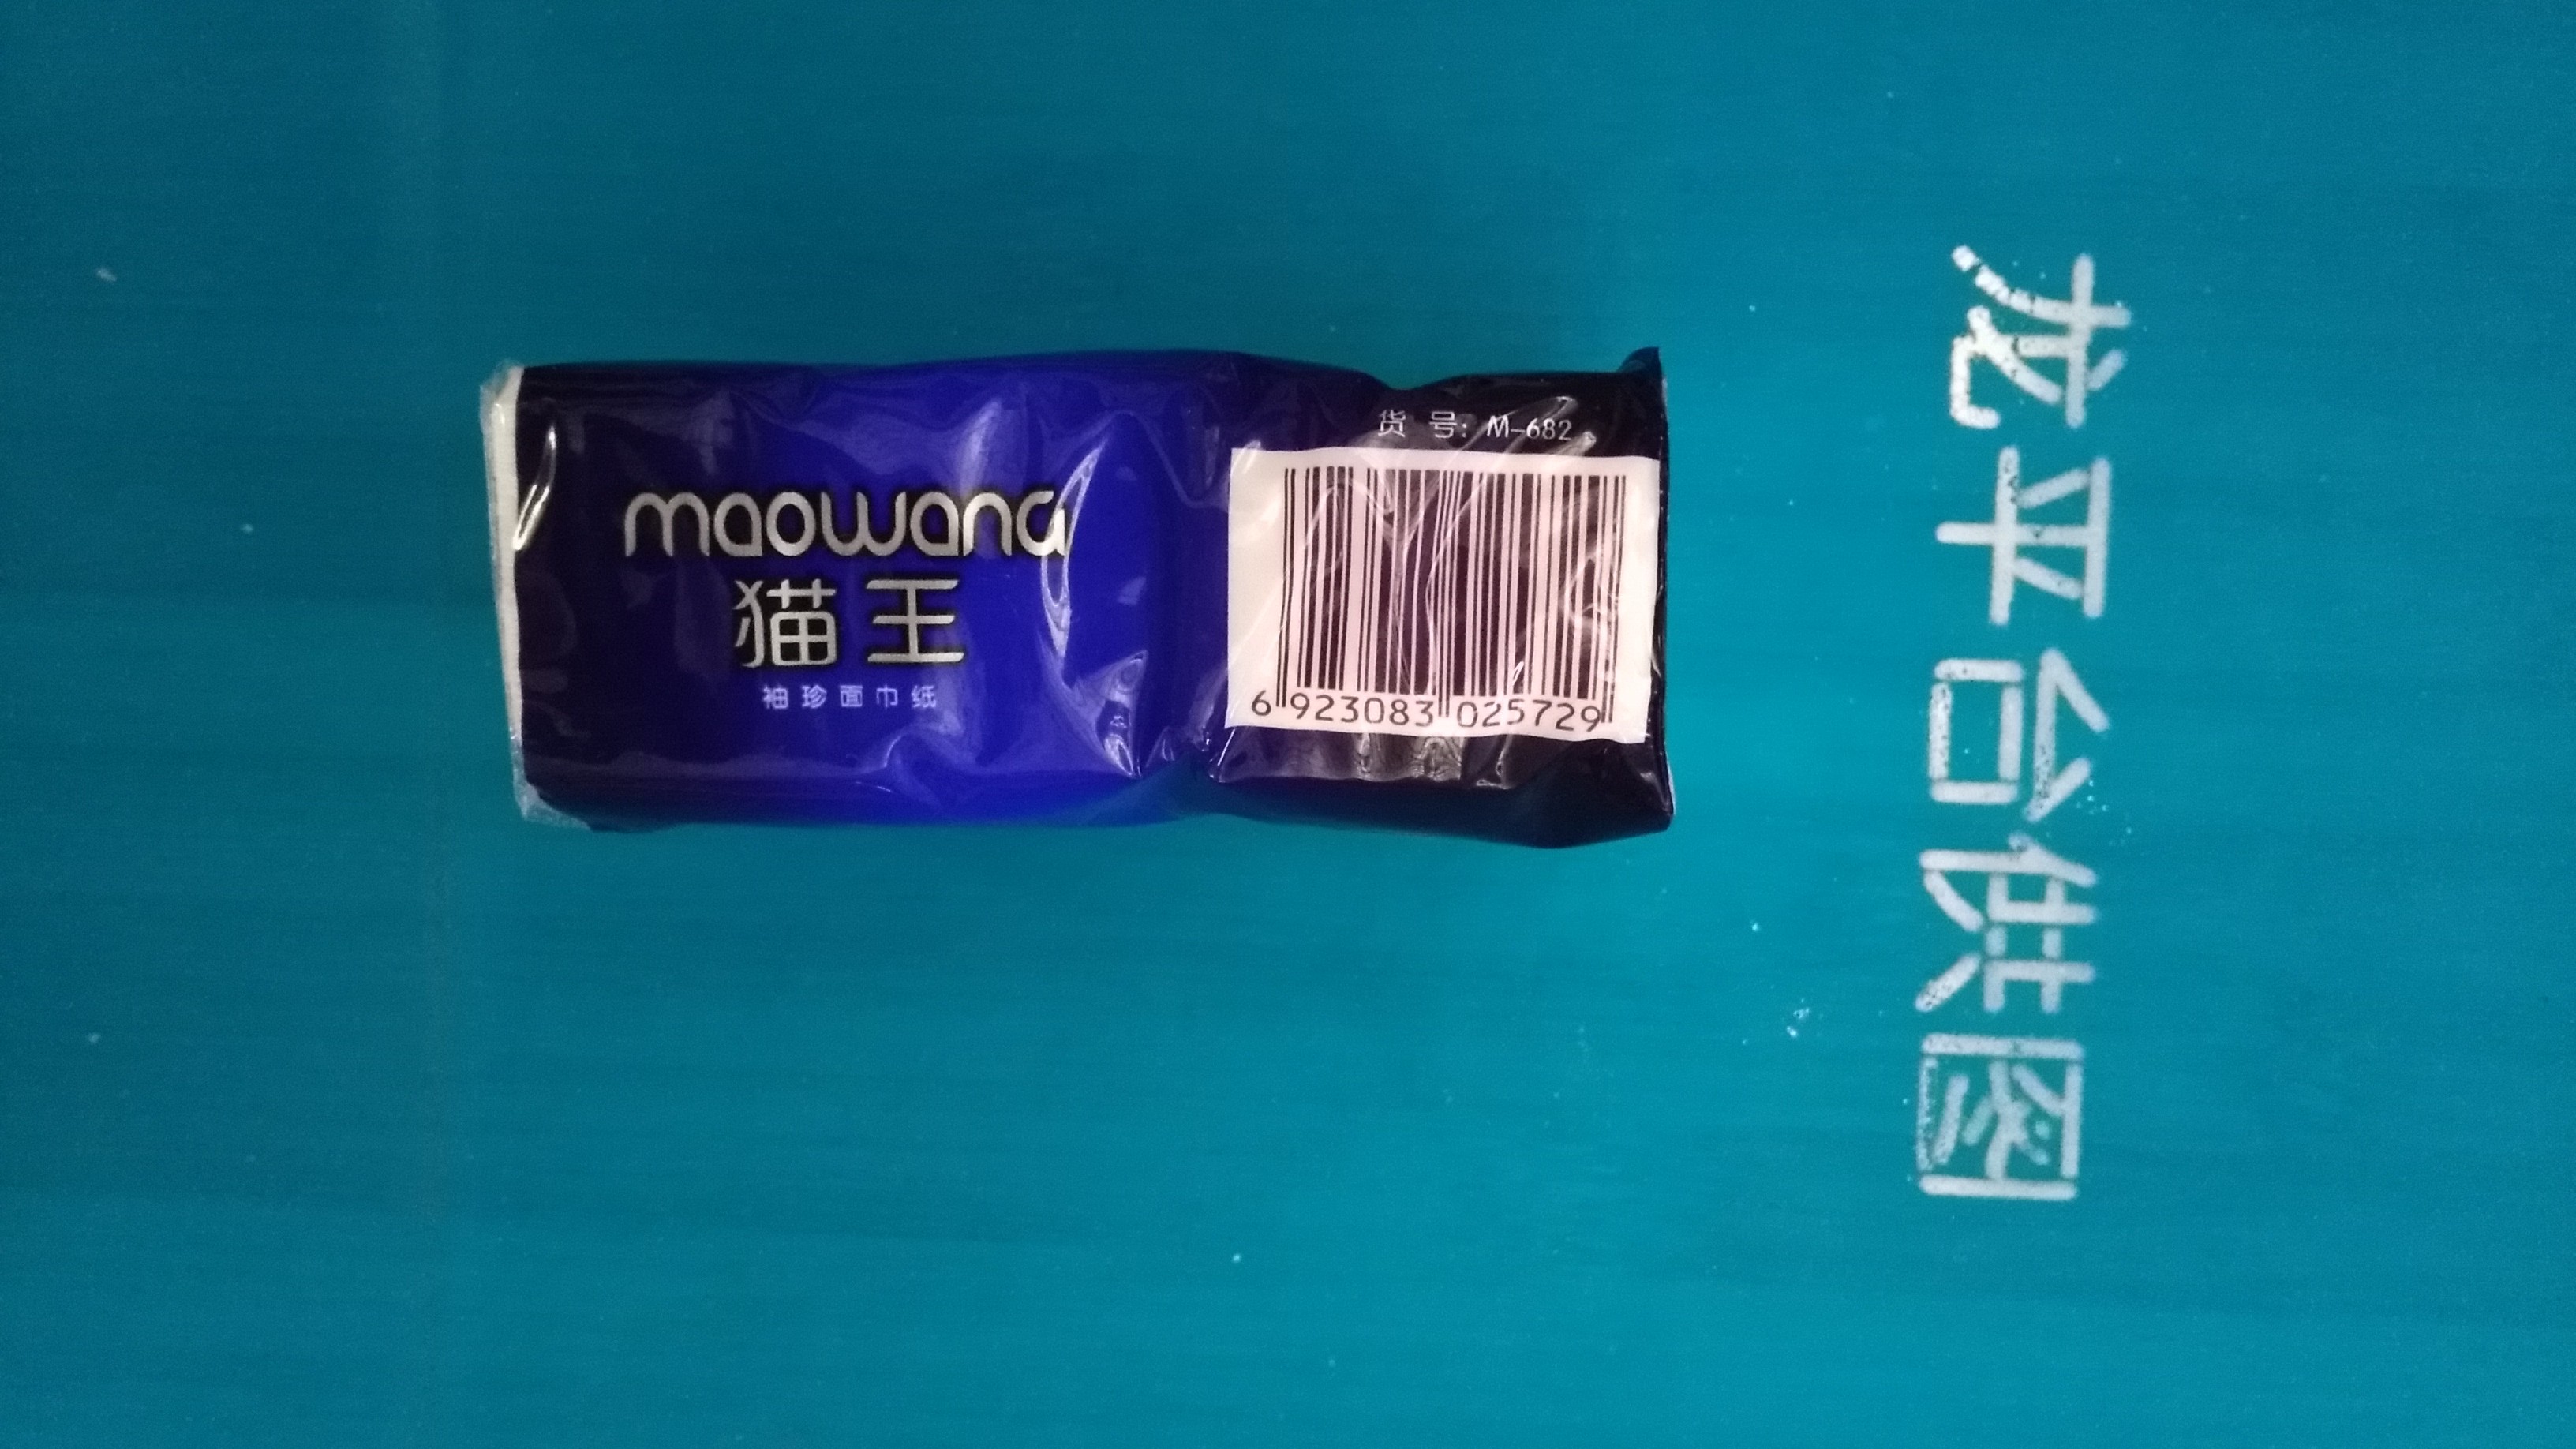 maowang
猫王
袖珍面巾纸
货 号: M-682
6 923083 025729
龙平台供图